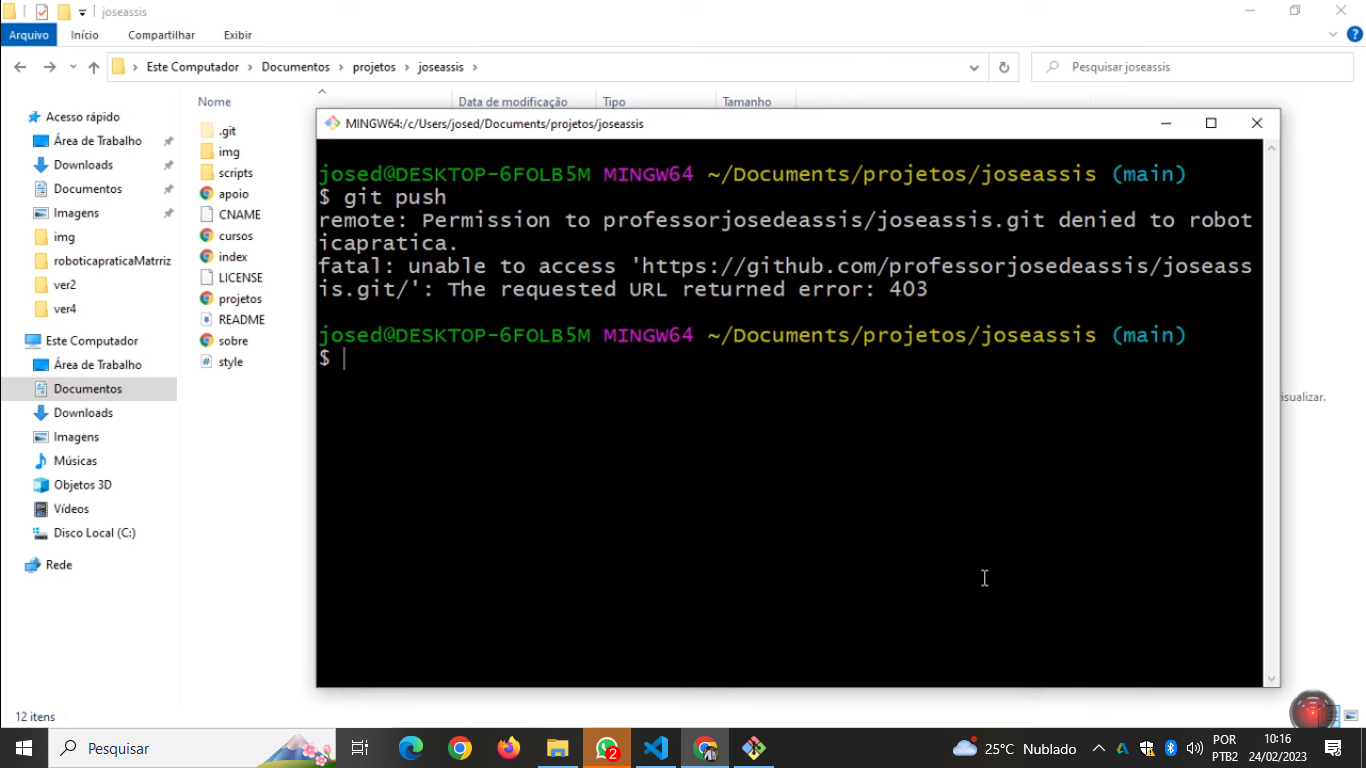 joseassis
Arquivo Início Compartilhar Exibir
Este Computador Documentos projetos joseassis
Pesquisar joseassis
Nome Data de modificação Tipo Tamanho
Acesso rápido
Área de Trabalho
Downloads
Documentos
Imagens
img
roboticapraticaMatrriz
ver2
ver4
Este Computador
Área de Trabalho
Documentos
Downloads
Imagens
Músicas
Objetos 3D
Vídeos
Disco Local (C:)
Rede
.git
img
scripts
apoio
CNAME
cursos
index
LICENSE
projetos
README
sobre
style
MINGW64:/c/Users/josed/Documents/projetos/joseassis
josed@DESKTOP-6FOLB5M MINGW64 ~/Documents/projetos/joseassis (main)
$ git push
remote: Permission to professorjosedeassis/joseassis.git denied to robot
icapratica.
fatal: unable to access 'https://github.com/professorjosedeassis/joseass
is.git/': The requested URL returned error: 403
josed@DESKTOP-6FOLB5M MINGW64 ~/Documents/projetos/joseassis (main)
$
isualizar.
12 itens
Pesquisar
2
25°C Nublado
POR
PTB2
10:16
24/02/2023